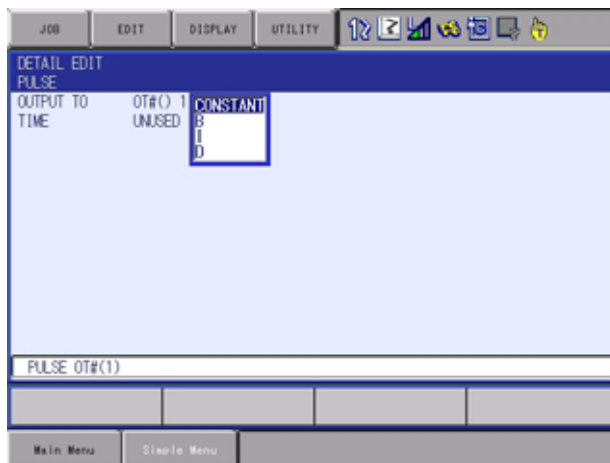 JOB EDIT DISPLAY UTILITY
DETAIL EDIT
PULSE
OUTPUT TO OT#() 1 CONSTANT
TIME UNUSED B
I
D
PULSE OT#(1)
Main Menu Simple Menu